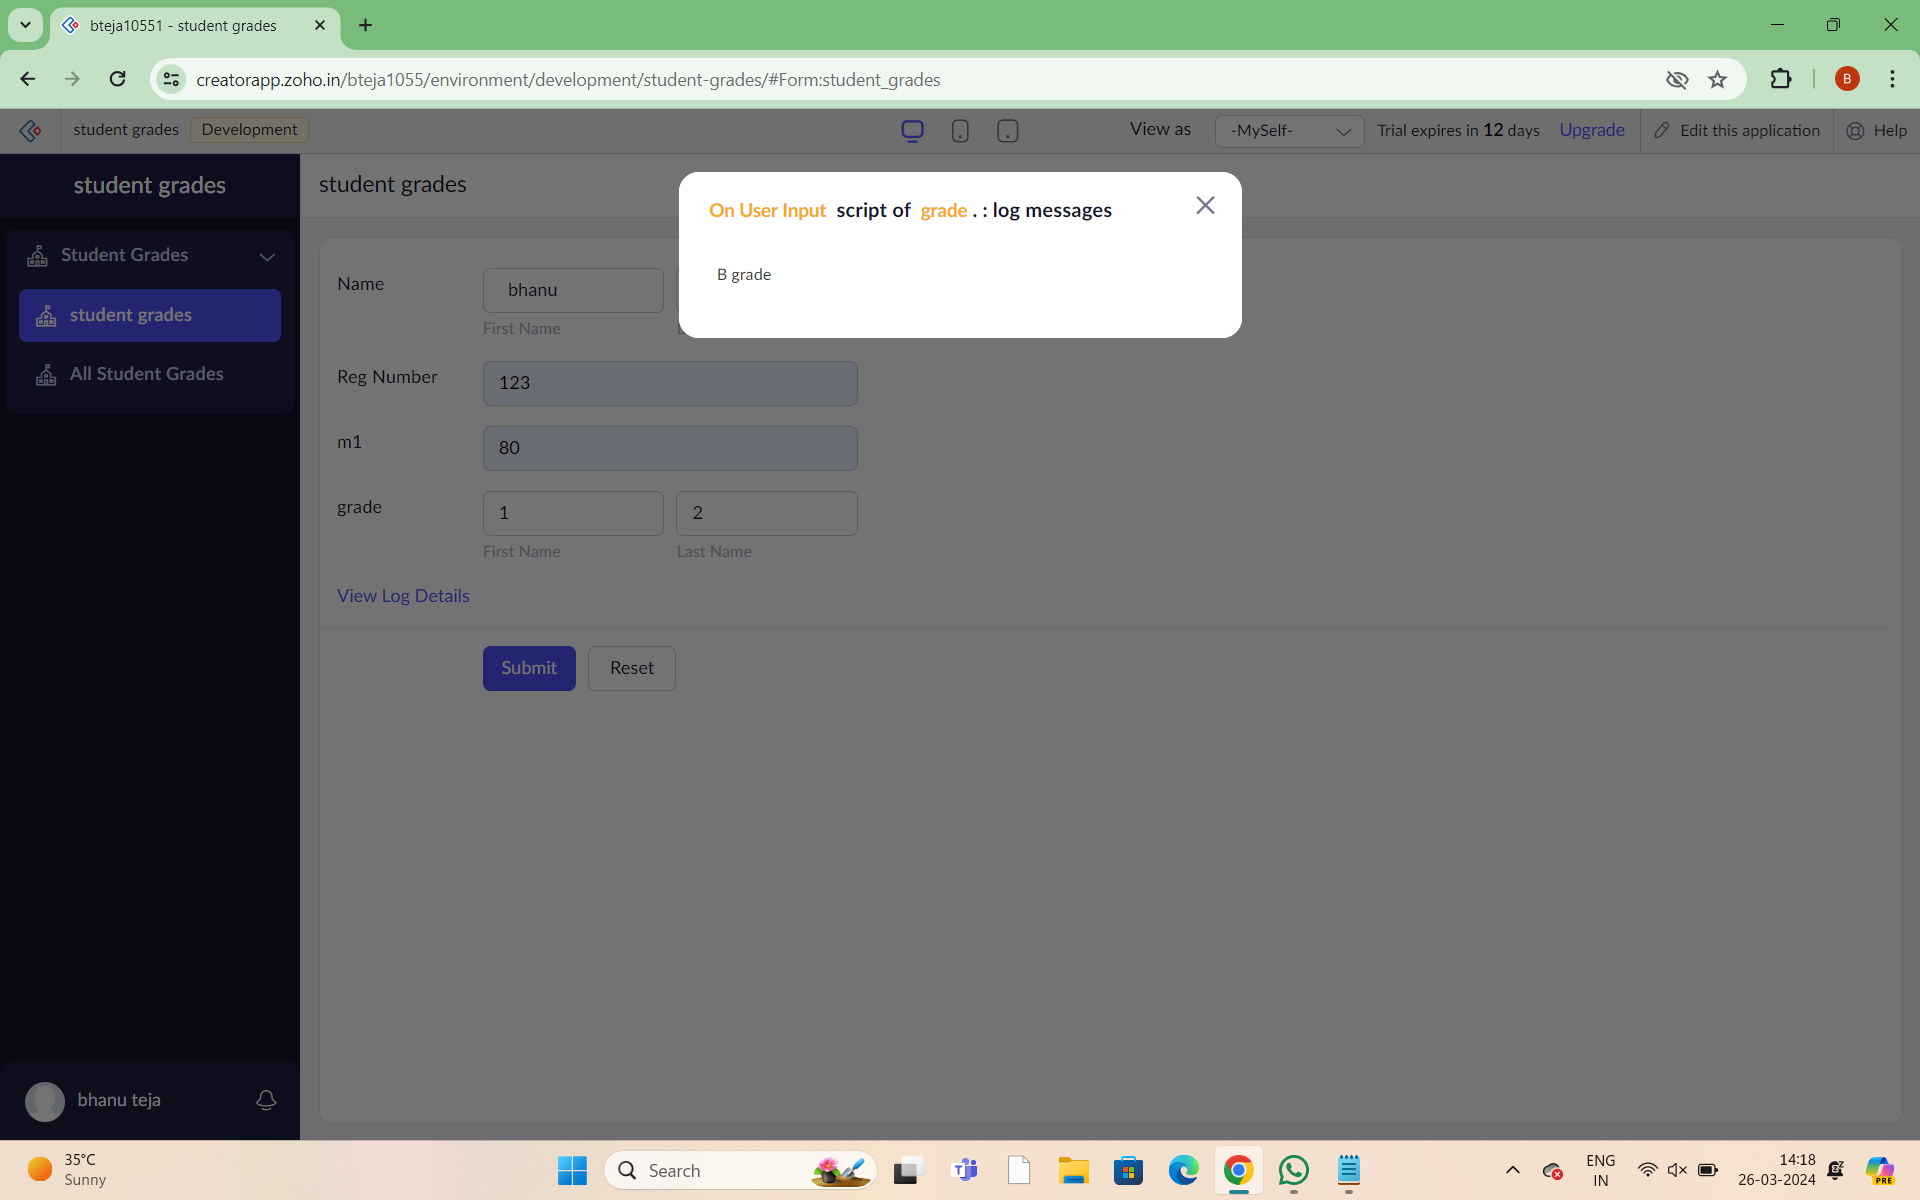 bteja10551 - student grades
creatorapp.zoho.in/bteja1055/environment/development/student-grades/#Form:student_grades
B
student grades Development View as -MySelf- Trial expires in 12 days Upgrade Edit this application Help
student grades
student grades
On User Input script of grade . : log messages
B grade
Student Grades
student grades
All Student Grades
Name bhanu
First Name
Reg Number 123
m1 80
grade 1 2
First Name Last Name
View Log Details
Submit Reset
bhanu teja
35°C
Sunny
Search
PRE
ENG
IN
14:18
26-03-2024